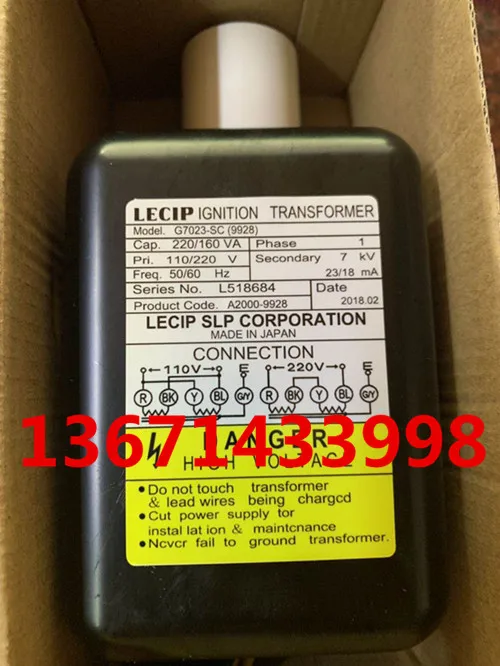 LECIP IGNITION TRANSFORMER
Model. G7023-SC (9928)
Cap. 220/160 VA Phase 1
Pri. 110/220 V Secondary 7 kV
Freq. 50/60 Hz 23/18 mA
Series No. L518684 Date
Product Code. A2000-9928 2018.02
LECIP SLP CORPORATION
MADE IN JAPAN
CONNECTION
110V E 220V E
R BK Y BL G/Y R BK Y BL G/Y
13671433998
DANGER
HIGH VOLTAGE
●Do not touch transformer
& lead wires being chargcd
●Cut power supply tor
instal lat ion & maintcnance
●Ncvcr fail to ground transformer.